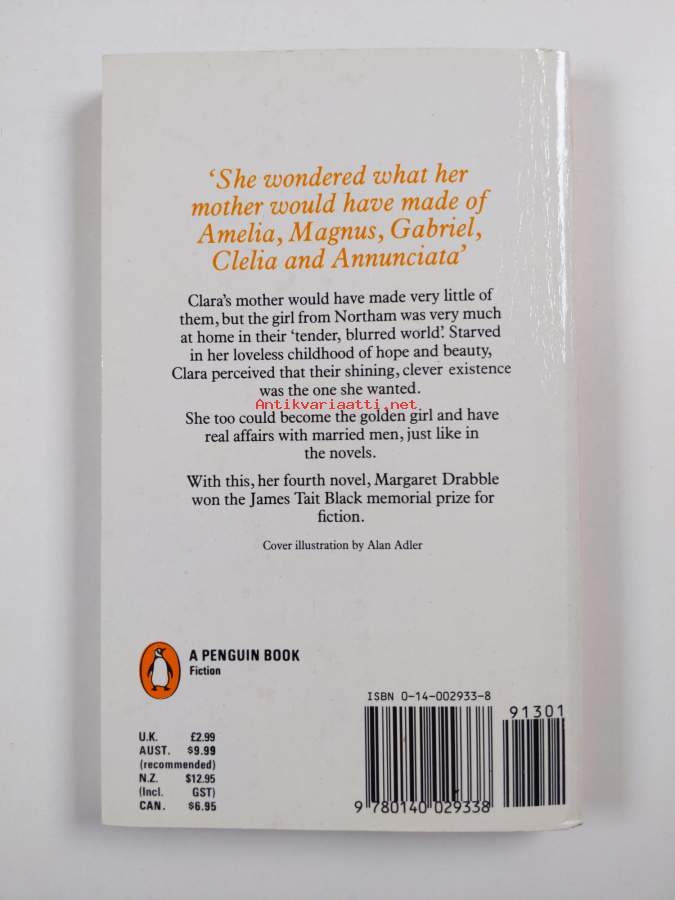 ‘She wondered what her
mother would have made of
Amelia, Magnus, Gabriel,
Clelia and Annunciata’
Clara’s mother would have made very little of
them, but the girl from Northam was very much
at home in their ‘tender, blurred world’. Starved
in her loveless childhood of hope and beauty,
Clara perceived that their shining, clever existence
was the one she wanted.
Antikvariaatti.net
She too could become the golden girl and have
real affairs with married men, just like in
the novels.
With this, her fourth novel, Margaret Drabble
won the James Tait Black memorial prize for
fiction.
Cover illustration by Alan Adler
A PENGUIN BOOK
Fiction
ISBN 0-14-002933-8
91301
U.K. £2.99
AUST. $9.99
(recommended)
N.Z. $12.95
(Incl. GST)
CAN. $6.95
9 780140 029338